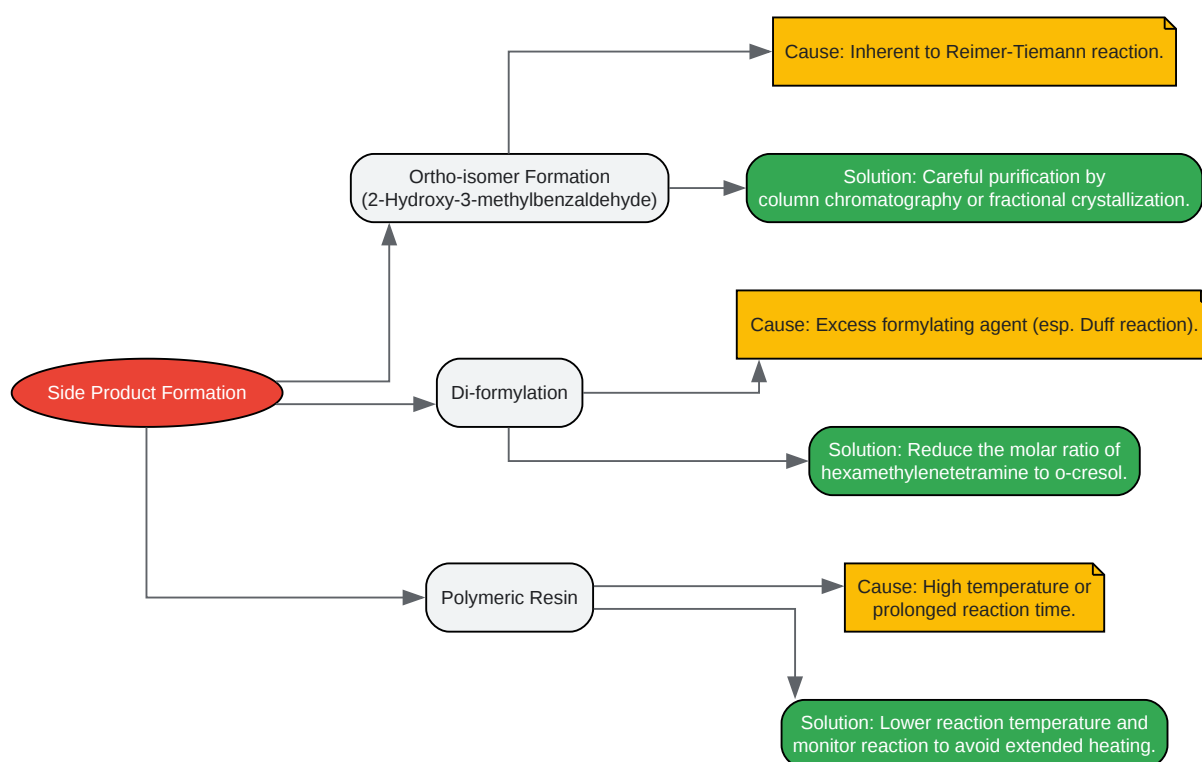 Cause: Inherent to Reimer-Tiemann reaction.
Ortho-isomer Formation
(2-Hydroxy-3-methylbenzaldehyde)
Solution: Careful purification by
column chromatography or fractional crystallization.
Cause: Excess formylating agent (esp. Duff reaction).
Side Product Formation
Di-formylation
Solution: Reduce the molar ratio of
hexamethylenetetramine to o-cresol.
Polymeric Resin
Cause: High temperature or
prolonged reaction time.
Solution: Lower reaction temperature and
monitor reaction to avoid extended heating.